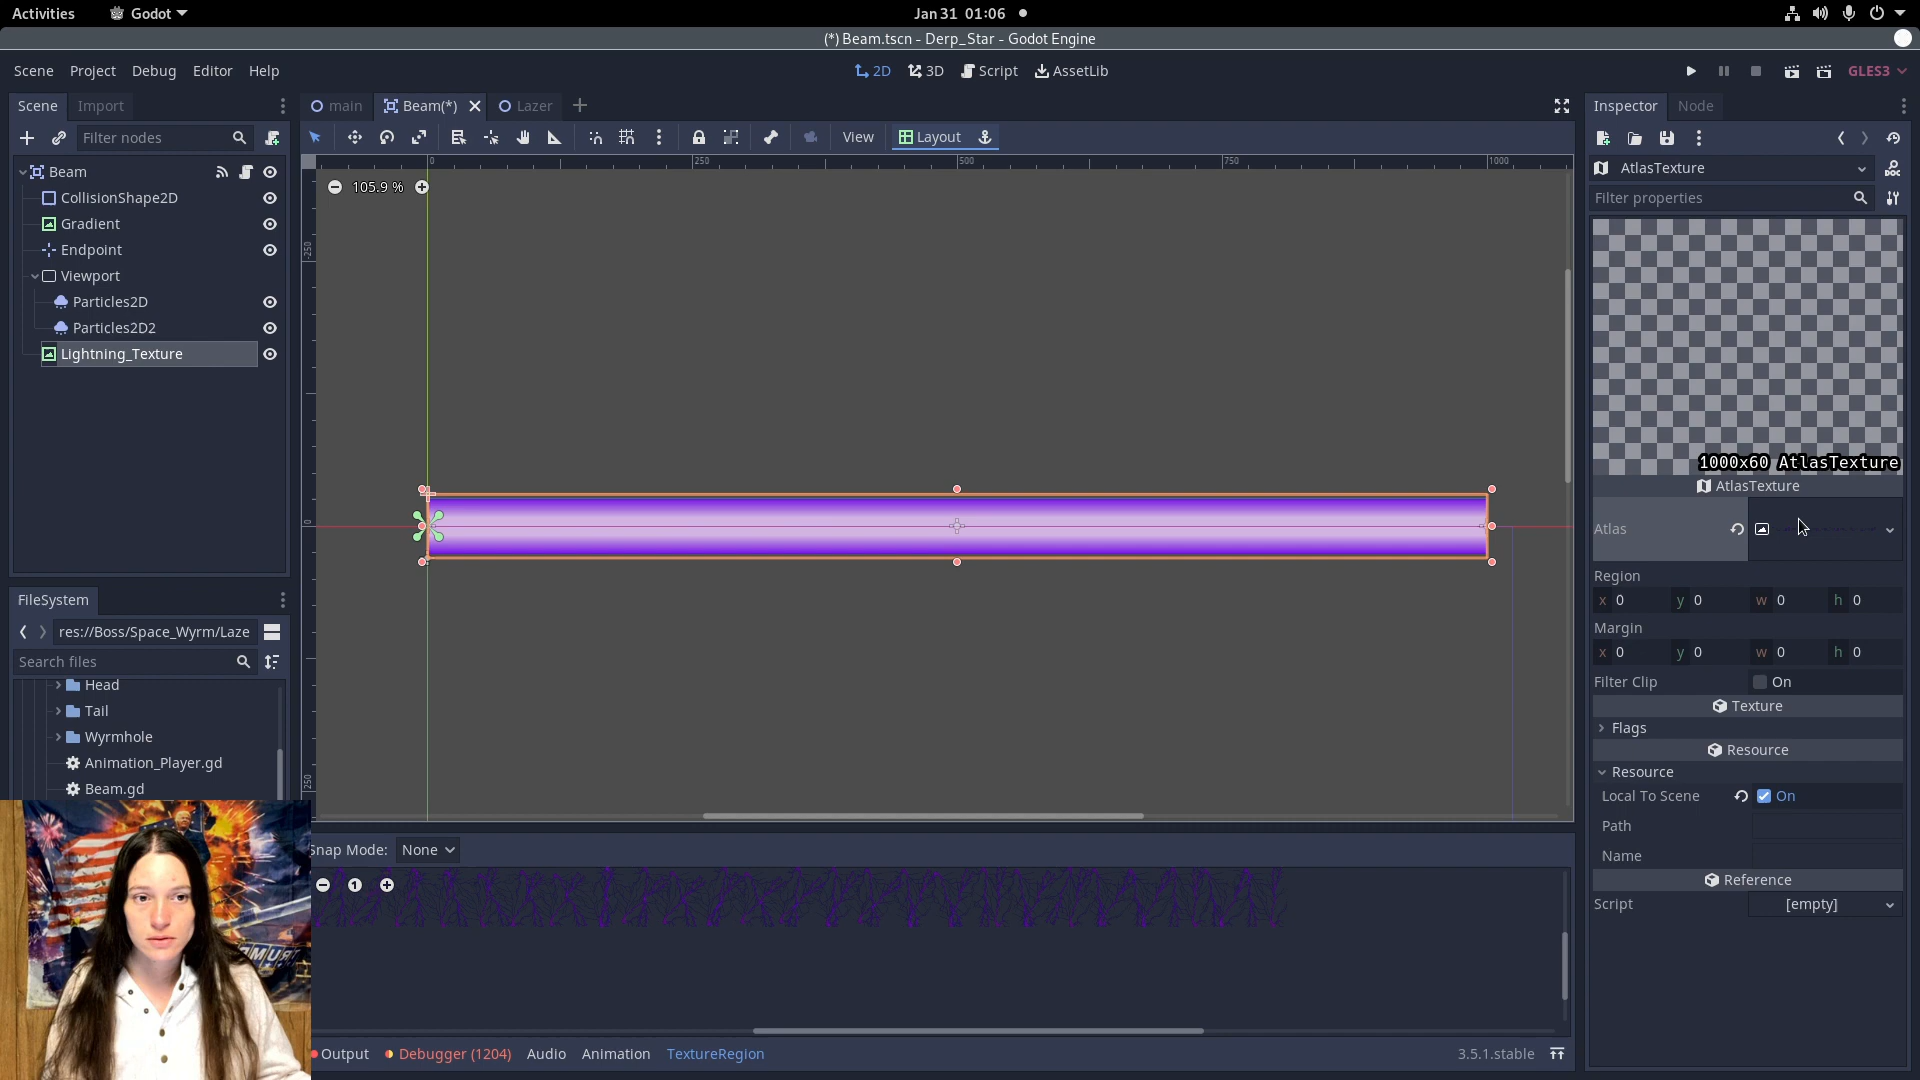 Activities
Godot
Jan 31 01:06
(*) Beam.tscn - Derp_Star - Godot Engine
Scene Project Debug Editor Help
2D 3D Script AssetLib
GLES3
Scene Import
main Beam(*) Lazer
Inspector Node
Filter nodes
View Layout
Beam
CollisionShape2D
Gradient
Endpoint
Viewport
Particles2D
Particles2D2
Lightning_Texture
0 250 500 750 1000
105.9 %
-250
0
250
AtlasTexture
Filter properties
1000x60 AtlasTexture
AtlasTexture
Atlas
Region
x 0 y 0 w 0 h 0
Margin
x 0 y 0 w 0 h 0
Filter Clip On
Texture
Flags
Resource
Resource
Local To Scene On
Path
Name
Reference
Script [empty]
FileSystem
res://Boss/Space_Wyrm/Laze
Search files
Head
Tail
Wyrmhole
Animation_Player.gd
Beam.gd
Snap Mode: None
1
Output Debugger (1204) Audio Animation TextureRegion
3.5.1.stable